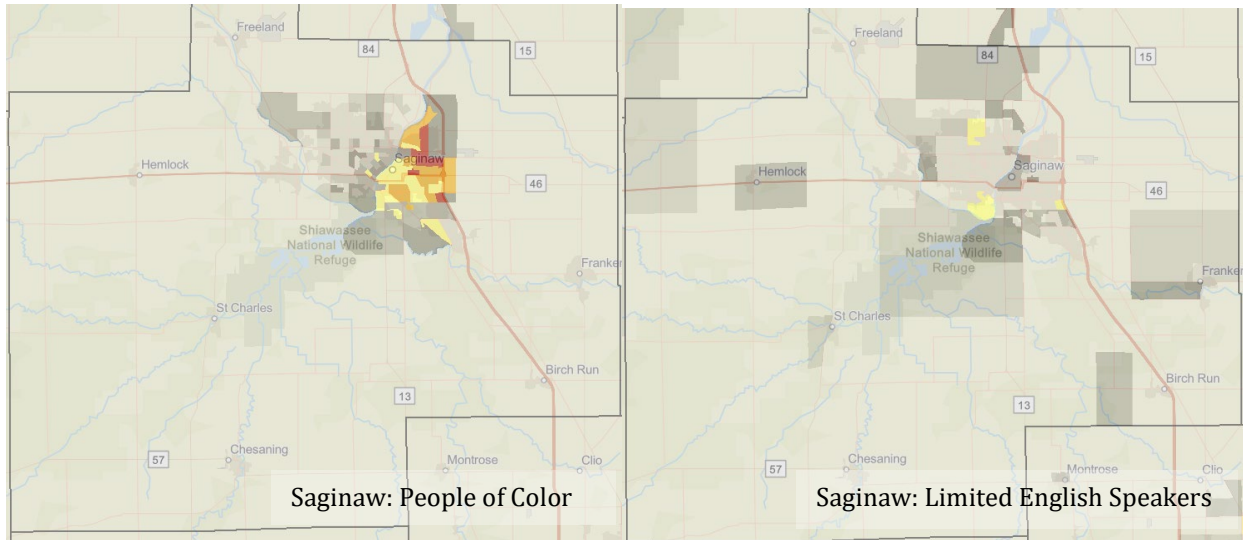 Freeland
84
15
Hemlock
Saginaw
46
Shiawassee
National Wildlife
Refuge
Franken
St Charles
Birch Run
13
Chesaning
57
Montrose
Clio
Saginaw: People of Color
Freeland
84
15
Hemlock
Saginaw
46
Shiawassee
National Wildlife
Refuge
Franken
St Charles
Birch Run
13
Chesaning
57
Montrose
Clio
Saginaw: Limited English Speakers